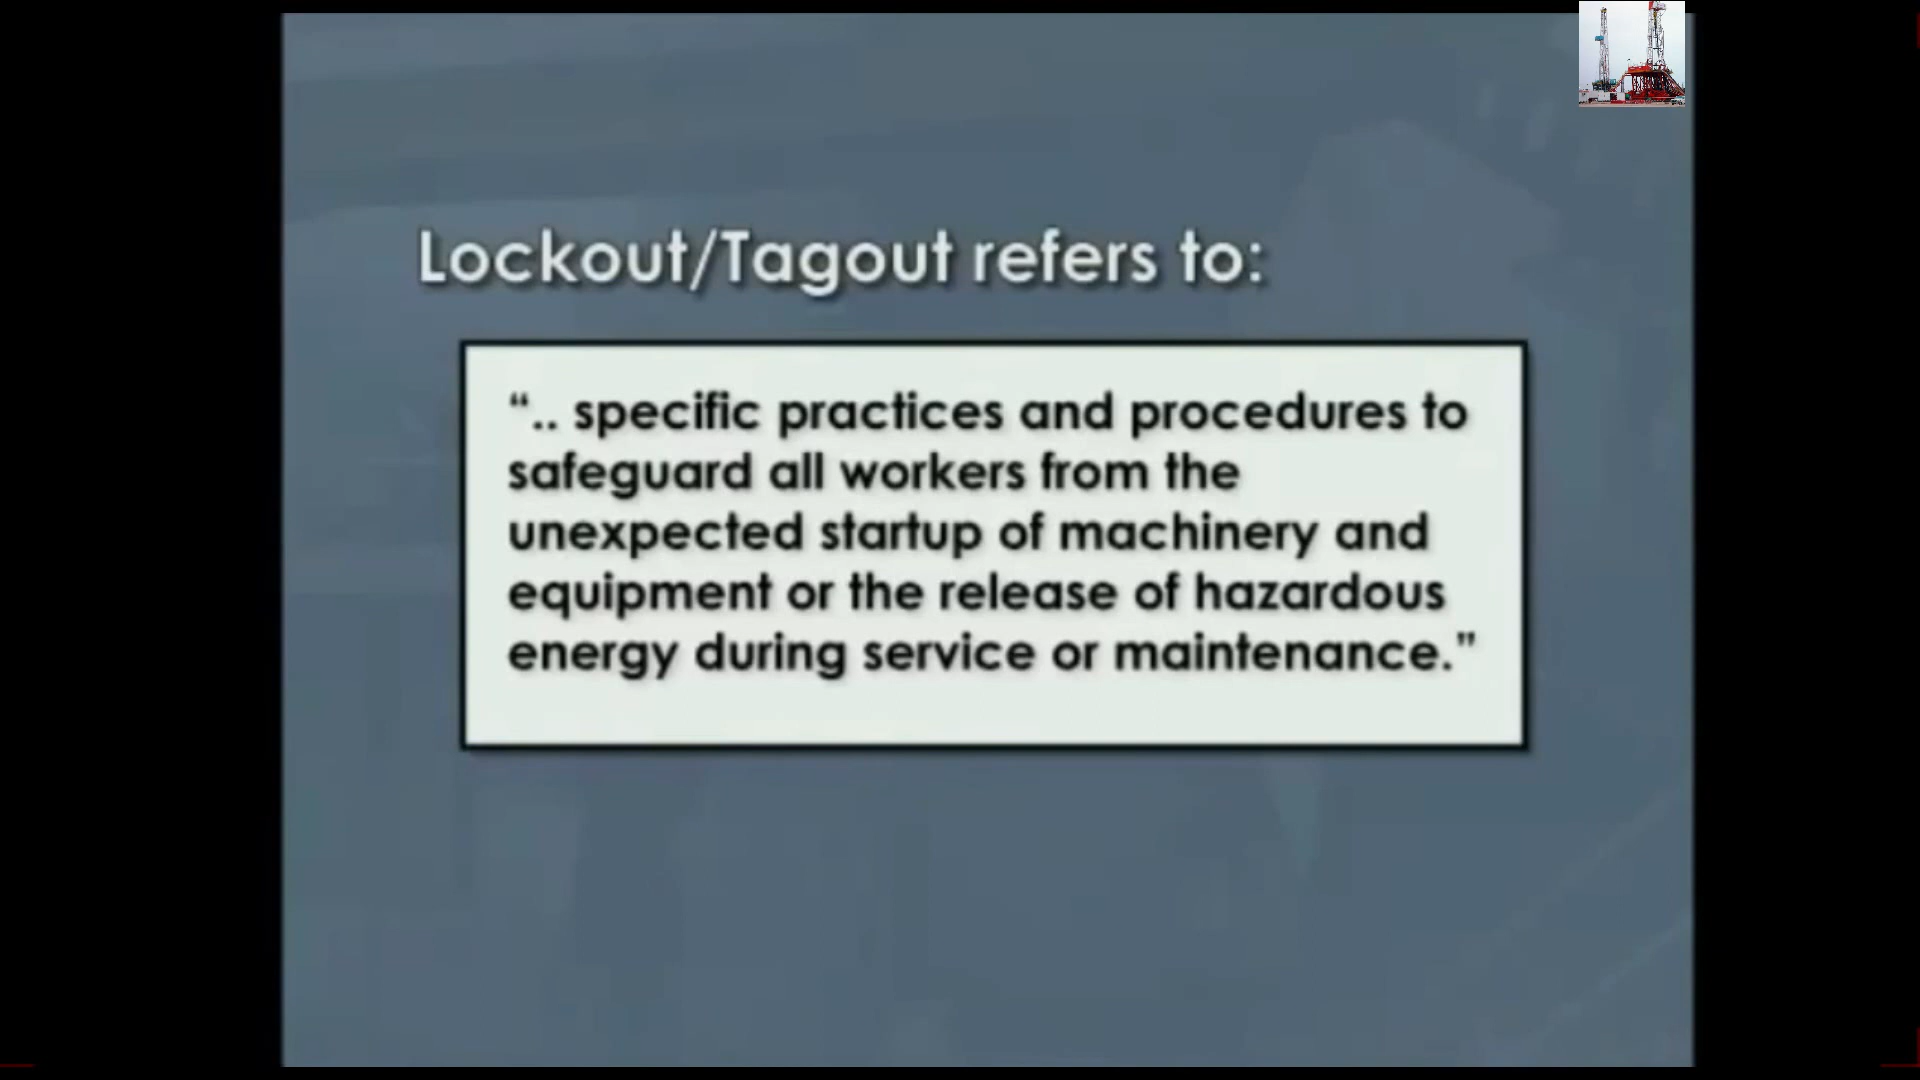 Lockout/Tagout refers to:
“.. specific practices and procedures to
safeguard all workers from the
unexpected startup of machinery and
equipment or the release of hazardous
energy during service or maintenance.”